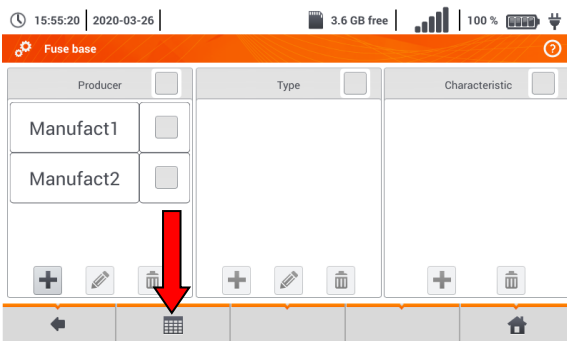 15:55:20 2020-03-26 3.6 GB free 100 %
Fuse base ?
Producer Type Characteristic
Manufact1
Manufact2